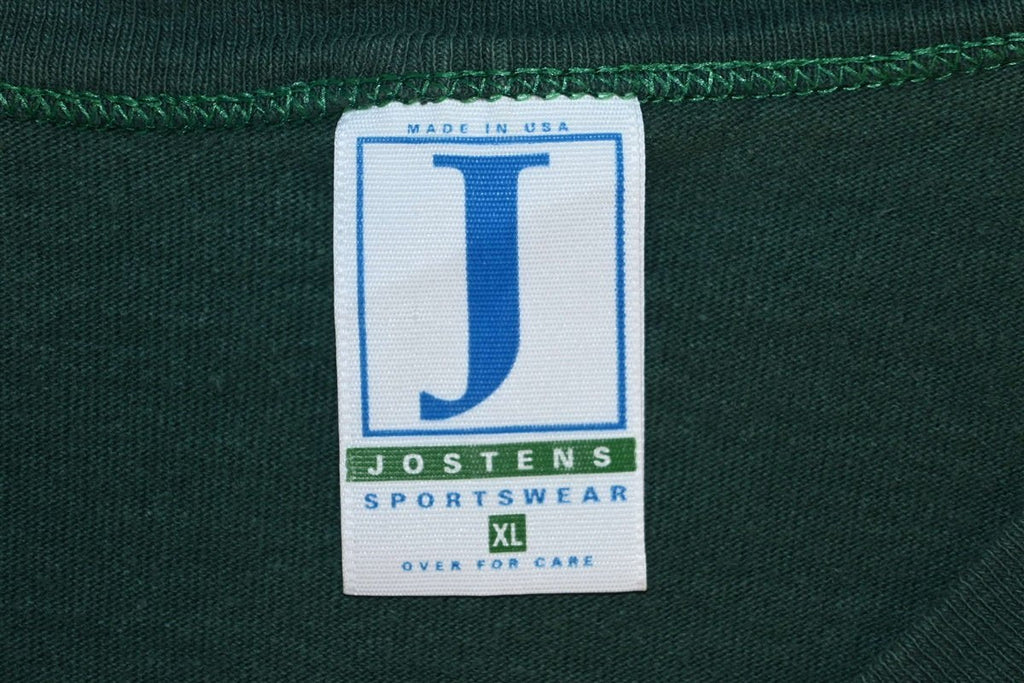 MADE IN USA
J
JOSTENS
SPORTSWEAR
XL
OVER FOR CARE